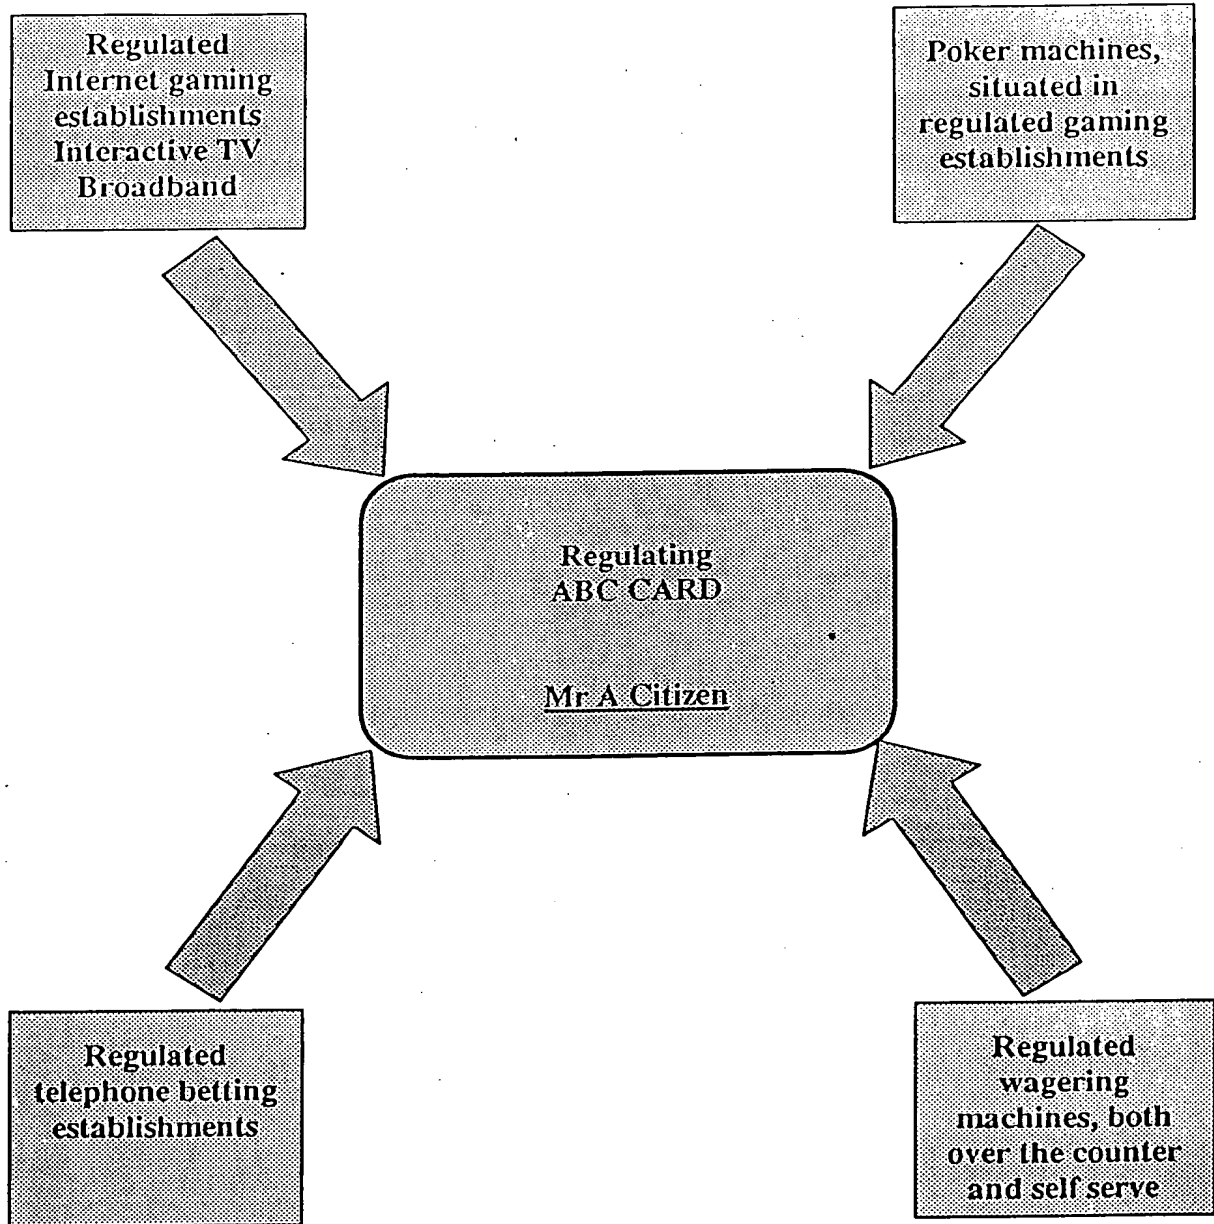 Regulated
Internet gaming
establishments
Interactive TV
Broadband
Poker machines,
situated in
regulated gaming
establishments
Regulating
ABC CARD
Mr A Citizen
Regulated
telephone betting
establishments
Regulated
wagering
machines, both
over the counter
and self serve